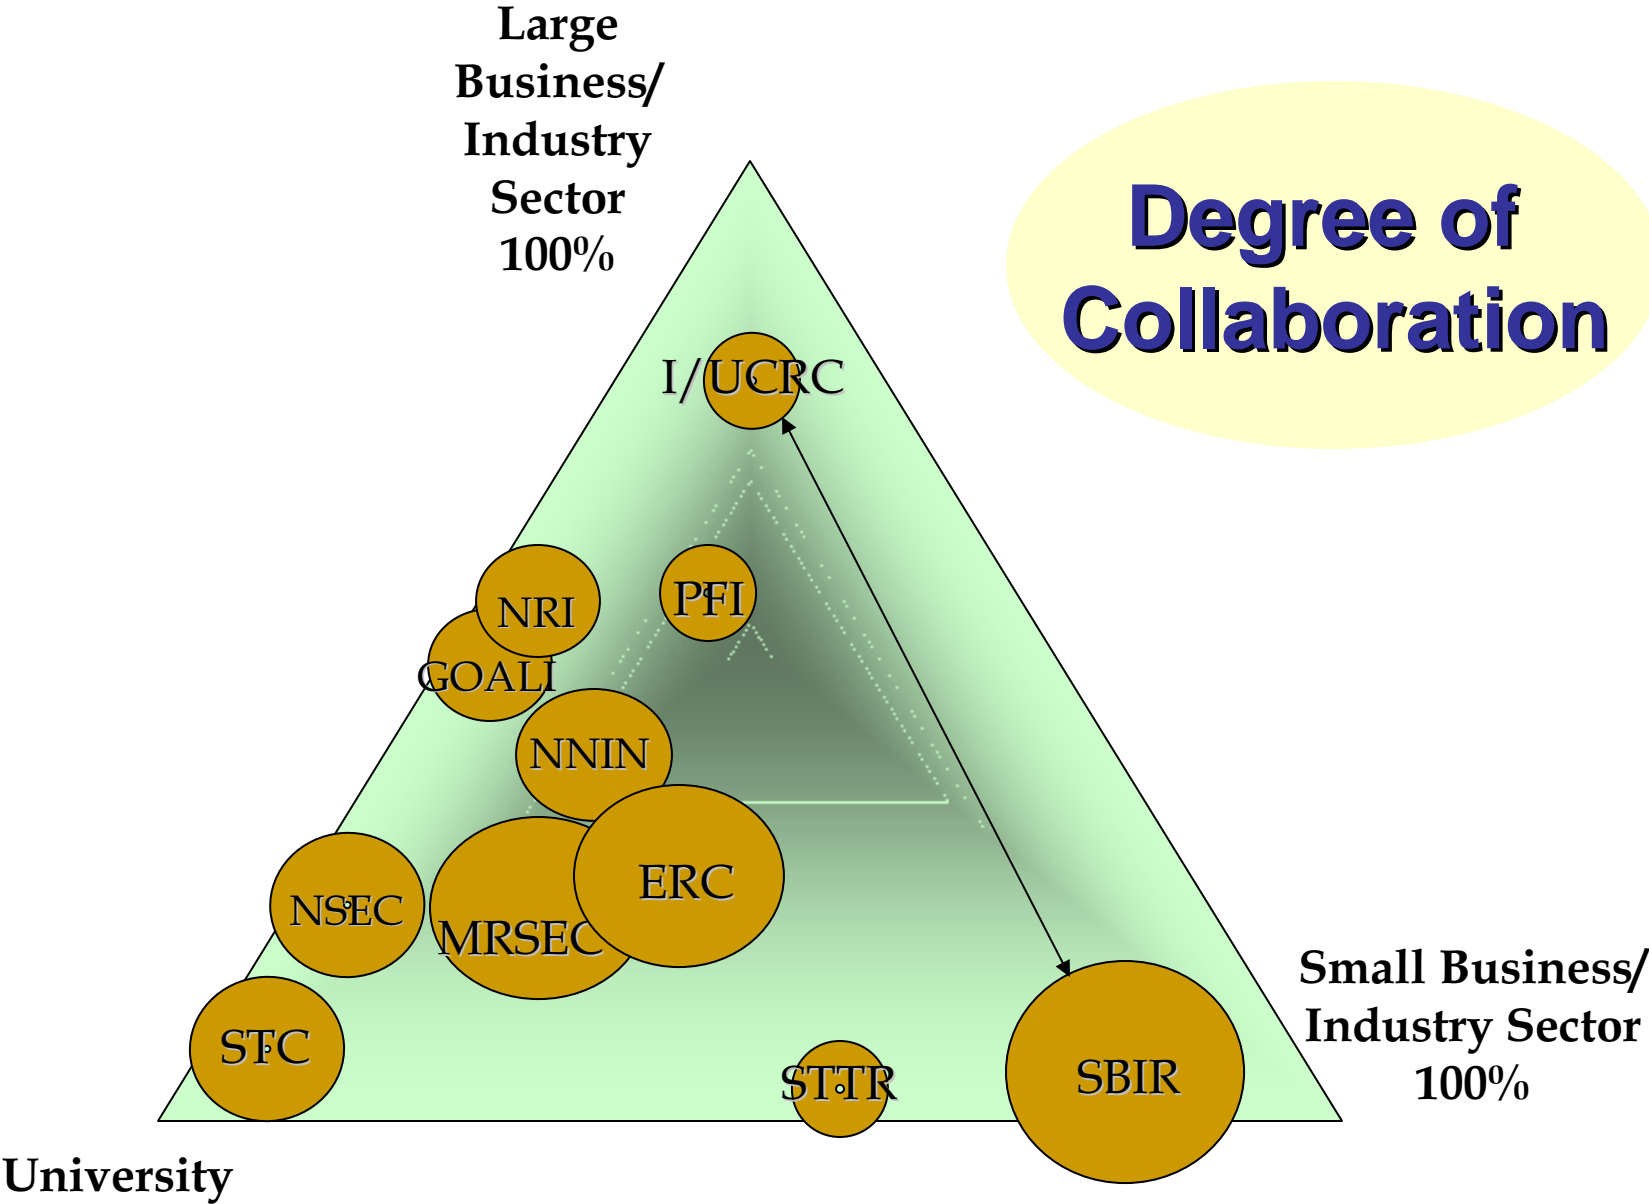 Large
Business/
Industry
Sector
100%
Degree of
Collaboration
I/UCRC
NRI
PFI
GOALI
NNIN
ERC
NSEC
MRSEC
STC
STTR
SBIR
Small Business/
Industry Sector
100%
University